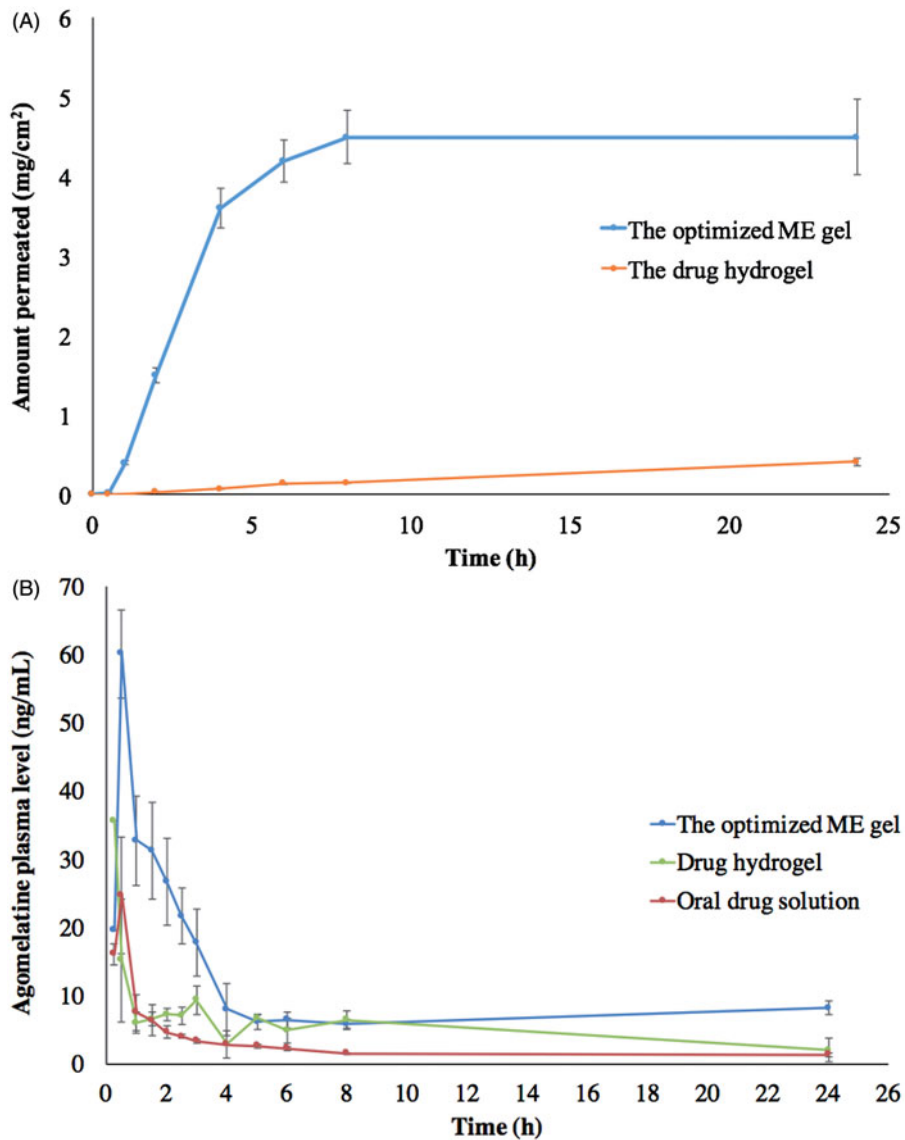 (A)
6
5
4
3
2
1
0
Amount permeated (mg/cm²)
The optimized ME gel
The drug hydrogel
0 5 10 15 20 25
Time (h)
(B)
70
60
50
40
30
20
10
0
Agomelatine plasma level (ng/mL)
The optimized ME gel
Drug hydrogel
Oral drug solution
0 2 4 6 8 10 12 14 16 18 20 22 24 26
Time (h)